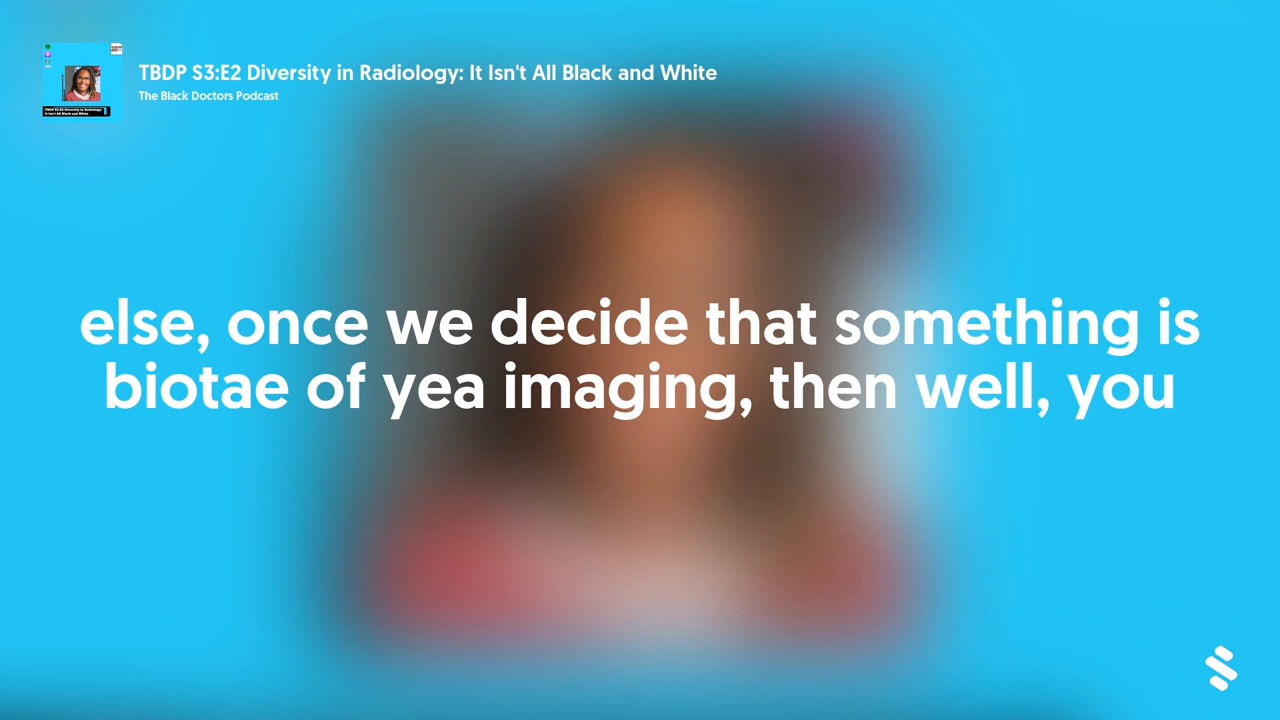 TBDP S3:E2 Diversity in Radiology: It Isn't All Black and White
The Black Doctors Podcast
else, once we decide that something is
biotae of yea imaging, then well, you